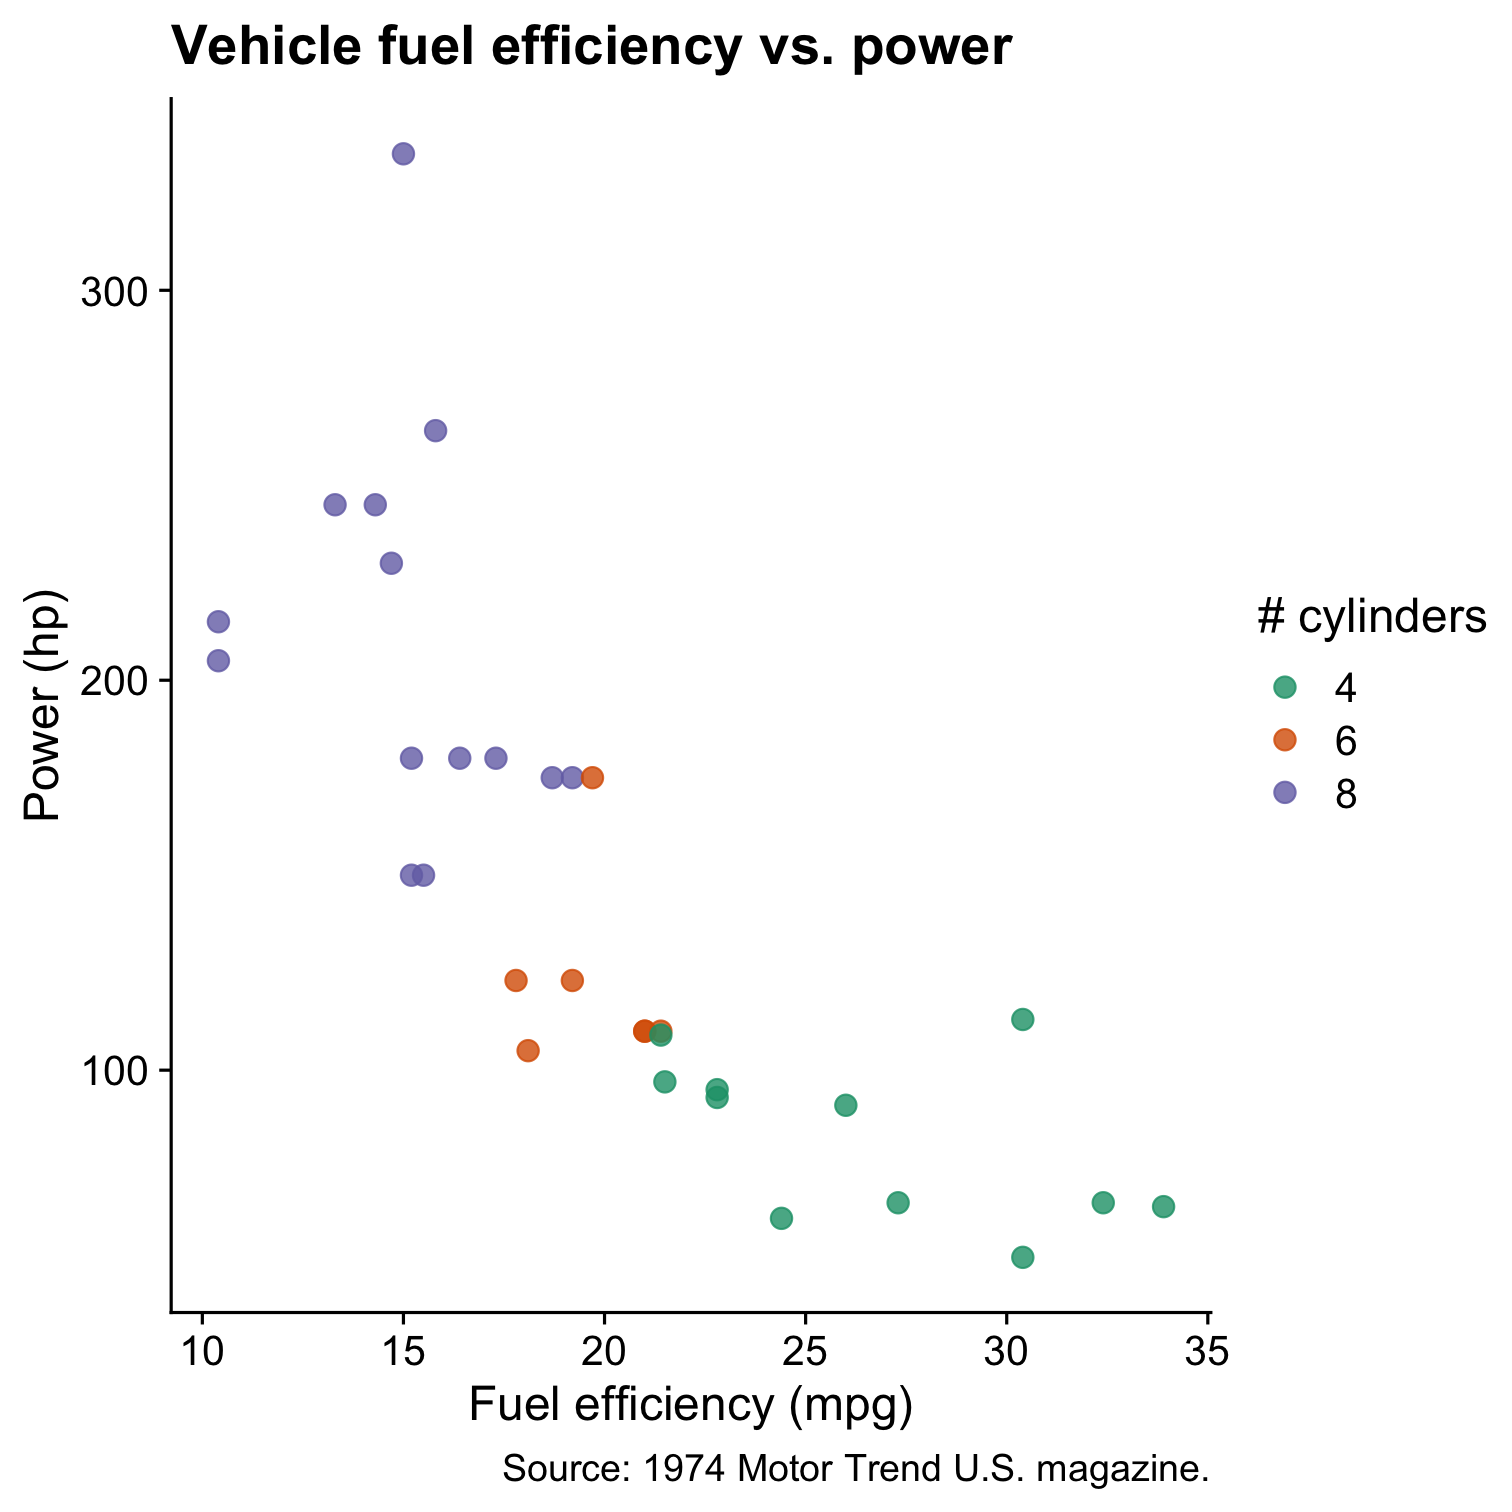 Vehicle fuel efficiency vs. power
300
200
100
Power (hp)
# cylinders
4
6
8
10 15 20 25 30 35
Fuel efficiency (mpg)
Source: 1974 Motor Trend U.S. magazine.